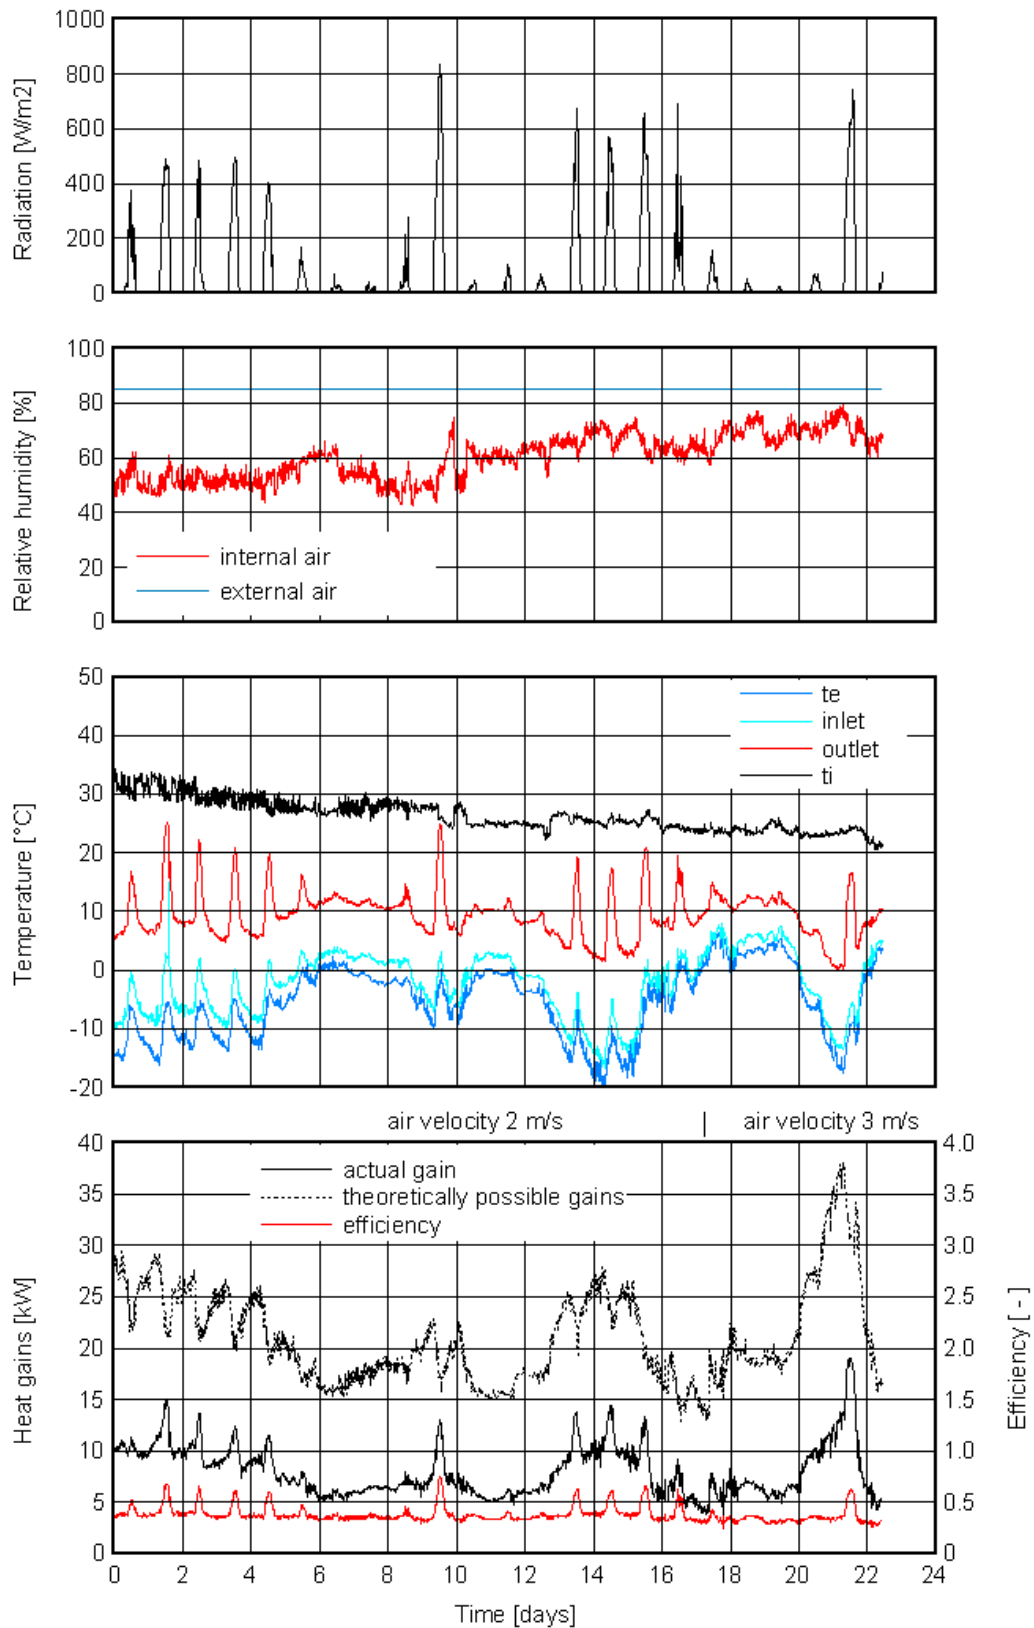 1000
800
600
400
200
0
Radiation [W/m2]
100
80
60
40
20
0
Relative humidity [%]
internal air
external air
50
40
30
20
10
0
-10
-20
Temperature [°C]
te
inlet
outlet
ti
air velocity 2 m/s | air velocity 3 m/s
40
35
30
25
20
15
10
5
0
Heat gains [kW]
actual gain
theoretically possible gains
efficiency
4.0
3.5
3.0
2.5
2.0
1.5
1.0
0.5
0
Efficiency [ - ]
0 2 4 6 8 10 12 14 16 18 20 22 24
Time [days]